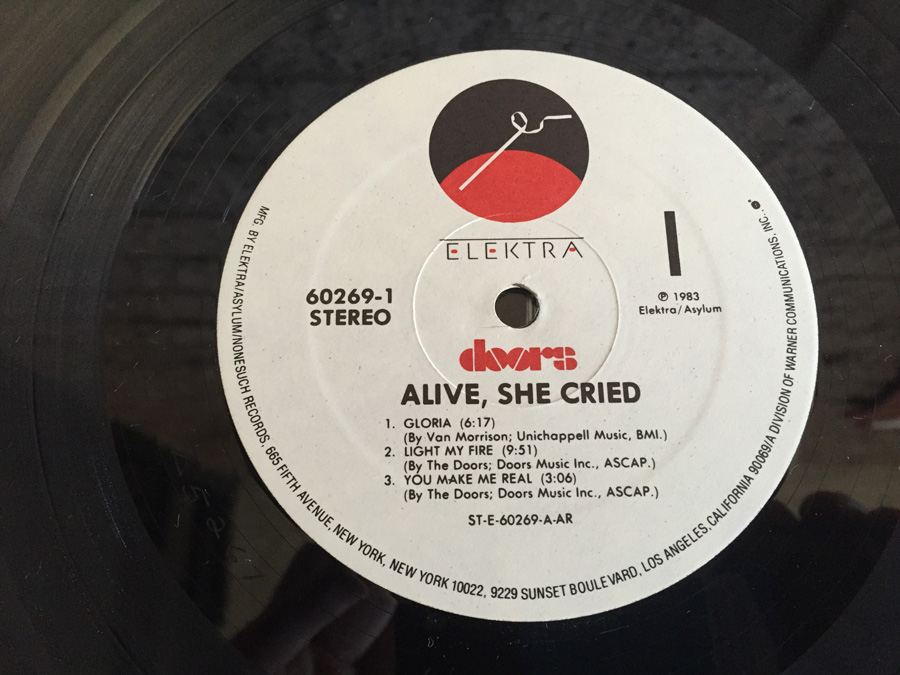 ELEKTRA
I
60269-1
STEREO
℗ 1983
Elektra/Asylum
doors
ALIVE, SHE CRIED
1. GLORIA (6:17)
(By Van Morrison; Unichappell Music, BMI.)
2. LIGHT MY FIRE (9:51)
(By The Doors; Doors Music Inc., ASCAP.)
3. YOU MAKE ME REAL (3:06)
(By The Doors; Doors Music Inc., ASCAP.)
ST-E-60269-A-AR
MFG. BY ELEKTRA/ASYLUM/NONESUCH RECORDS, 665 FIFTH AVENUE, NEW YORK, NEW YORK 10022, 9229 SUNSET BOULEVARD, LOS ANGELES, CALIFORNIA 90069/A DIVISION OF WARNER COMMUNICATIONS, INC.